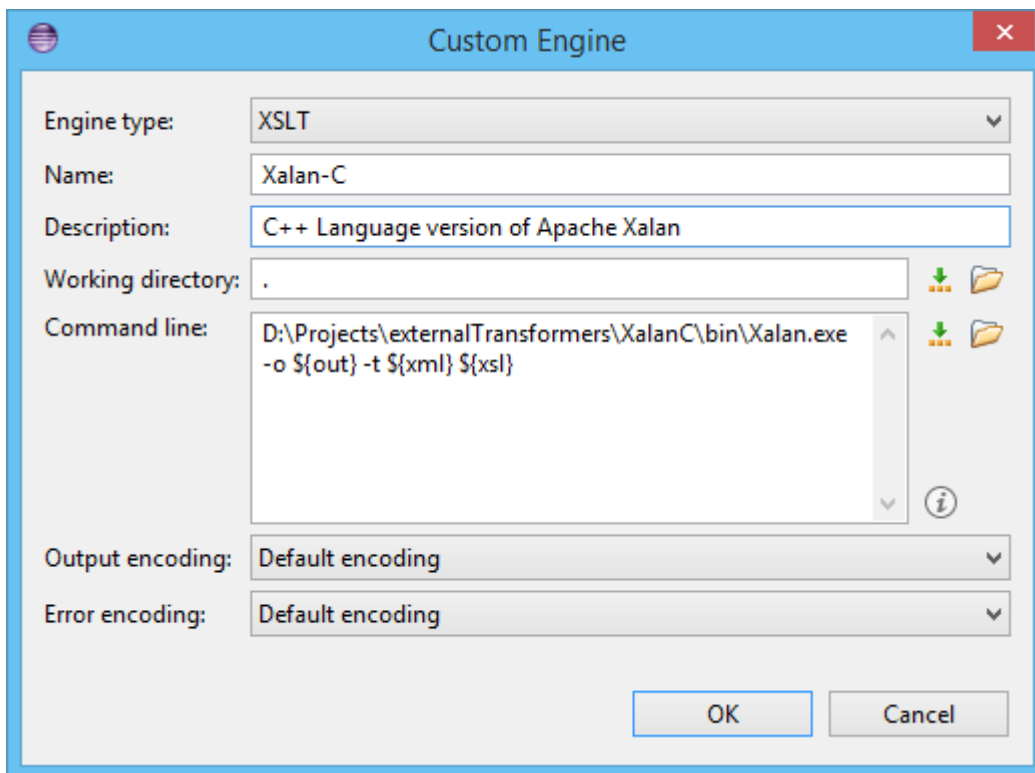 Custom Engine
Engine type: XSLT
Name: Xalan-C
Description: C++ Language version of Apache Xalan
Working directory: .
Command line: D:\Projects\externalTransformers\XalanC\bin\Xalan.exe
-o ${out} -t ${xml} ${xsl}
Output encoding: Default encoding
Error encoding: Default encoding
OK Cancel